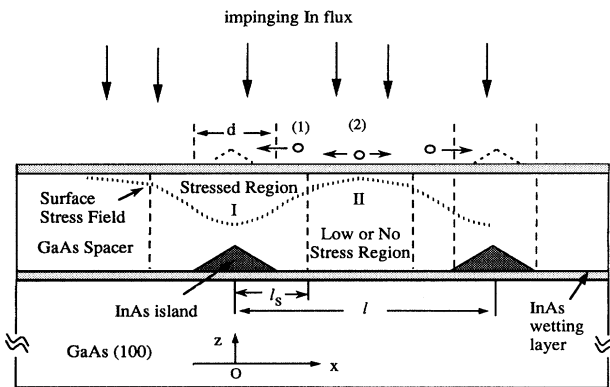 impinging In flux
d
(1)
(2)
Surface
Stress Field
Stressed Region
I
II
GaAs Spacer
Low or No
Stress Region
InAs island
lₛ
l
InAs
wetting
layer
GaAs (100)
z
O
x